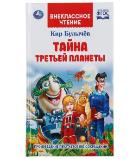 ВНЕКЛАССНОЕ ЧТЕНИЕ
Кир Булычёв
ТАЙНА
ТРЕТЬЕЙ ПЛАНЕТЫ